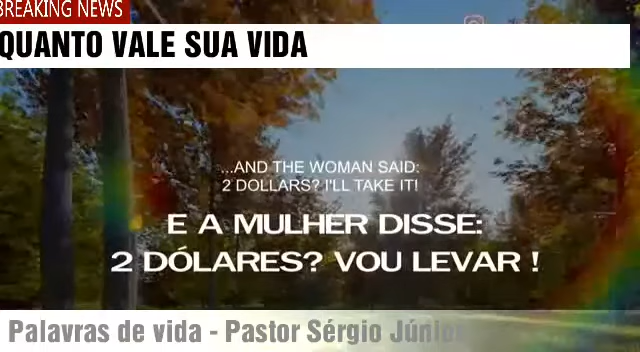 BREAKING NEWS
QUANTO VALE SUA VIDA
...AND THE WOMAN SAID:
2 DOLLARS? I'LL TAKE IT!
E A MULHER DISSE:
2 DÓLARES? VOU LEVAR !
Palavras de vida - Pastor Sérgio Júnior